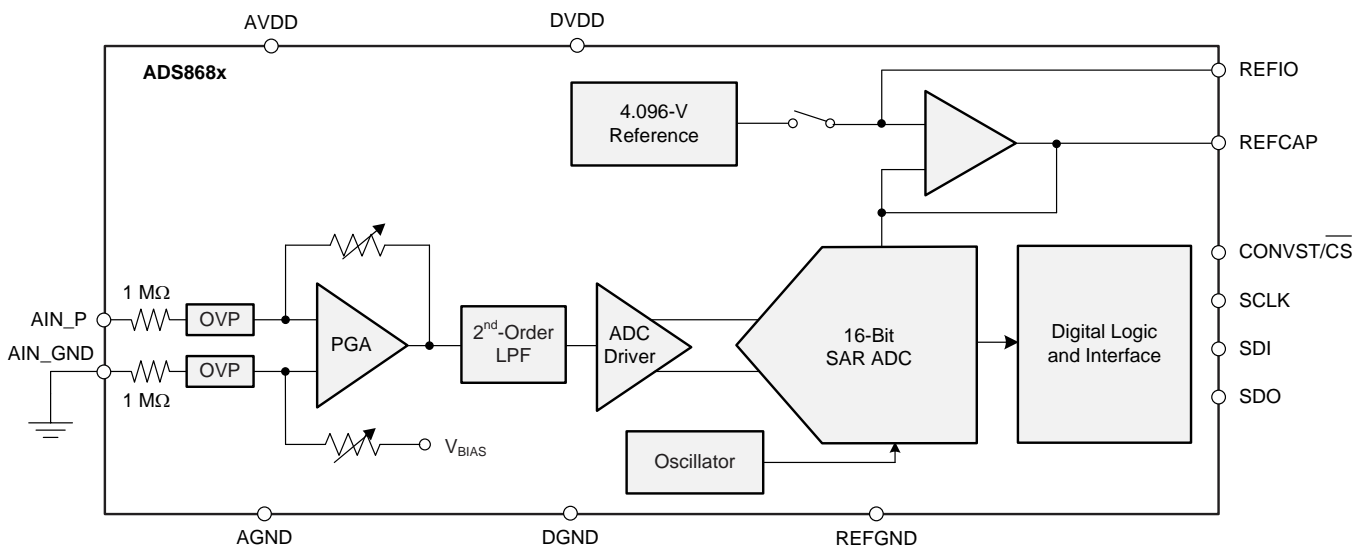 AVDD
DVDD
ADS868x
REFIO
4.096-V
Reference
REFCAP
CONVST/C̅S̅
1 MΩ
OVP
AIN_P
SCLK
PGA
2nd-Order
LPF
ADC
Driver
16-Bit
SAR ADC
Digital Logic
and Interface
SDI
AIN_GND
OVP
1 MΩ
SDO
VBIAS
Oscillator
AGND
DGND
REFGND